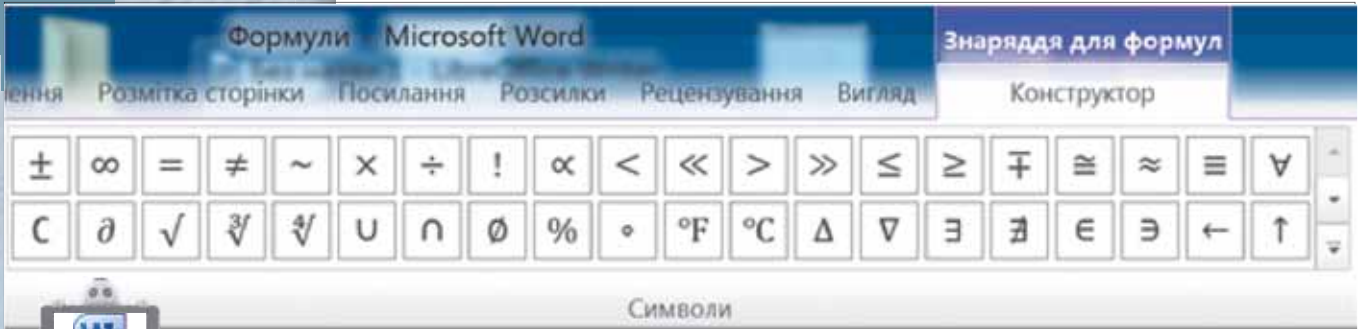 Формули - Microsoft Word
Знаряддя для формул
ення Розмітка сторінки Посилання Розсилки Рецензування Вигляд Конструктор
± ∞ = ≠ ~ × ÷ ! ∝ < ≪ > ≫ ≤ ≥ ∓ ≅ ≈ ≡ ∀
∁ ∂ √ ∛ ∜ ∪ ∩ ∅ % ° °F °C ∆ ∇ ∃ ∄ ∈ ∋ ← ↑
Символи